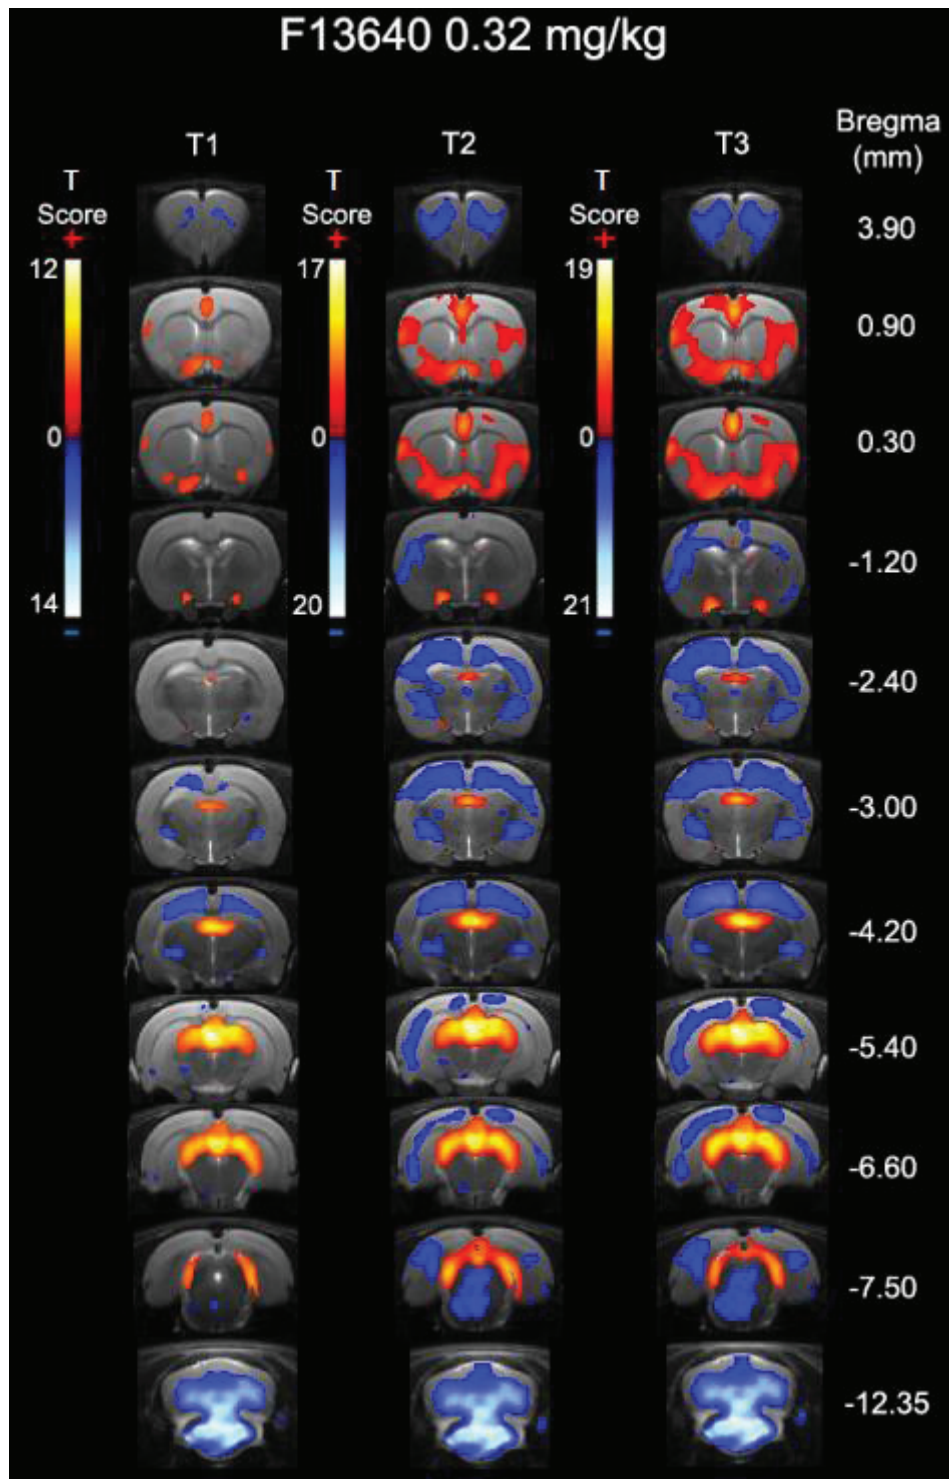 F13640 0.32 mg/kg
T1 T2 T3 Bregma (mm)
T Score T Score T Score
+ + +
3.90
12 17 19
0.90
0 0 0 0.30
-1.20
14 20 21
- - -
-2.40
-3.00
-4.20
-5.40
-6.60
-7.50
-12.35